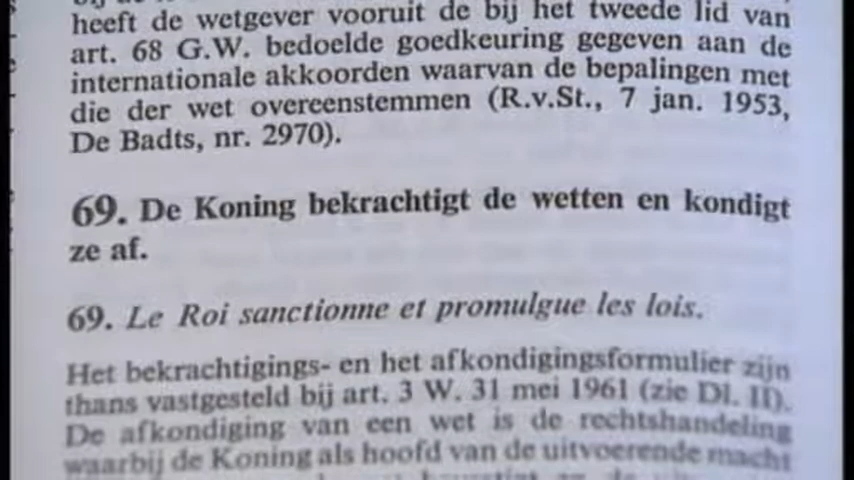 heeft de wetgever vooruit de bij het tweede lid van
art. 68 G.W. bedoelde goedkeuring gegeven aan de
internationale akkoorden waarvan de bepalingen met
die der wet overeenstemmen (R.v.St., 7 jan. 1953,
De Badts, nr. 2970).
69. De Koning bekrachtigt de wetten en kondigt
ze af.
69. Le Roi sanctionne et promulgue les lois.
Het bekrachtigings- en het afkondigingsformulier zijn
thans vastgesteld bij art. 3 W. 31 mei 1961 (zie Dl. II).
De afkondiging van een wet is de rechtshandeling
waarbij de Koning als hoofd van de uitvoerende macht